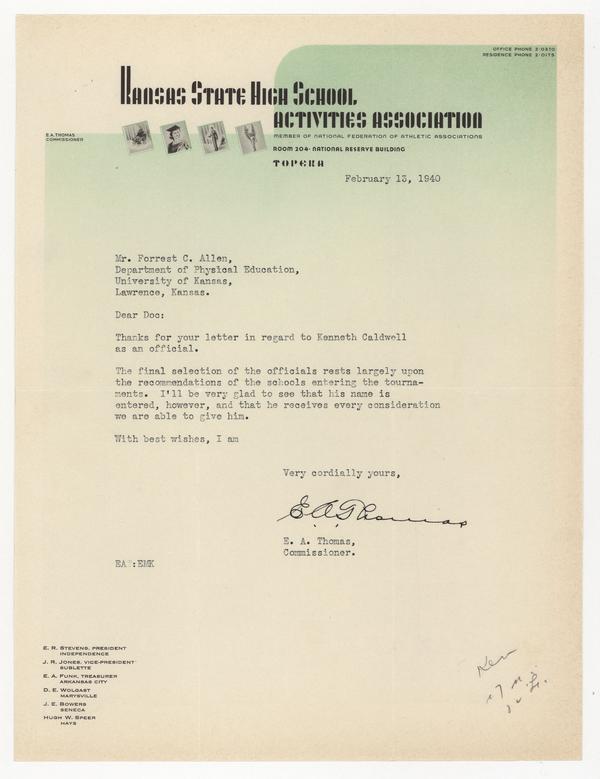 OFFICE PHONE 2-0310
RESIDENCE PHONE 2-0175
KANSAS STATE HIGH SCHOOL
ACTIVITIES ASSOCIATION
E.A. THOMAS
COMMISSIONER
MEMBER OF NATIONAL FEDERATION OF ATHLETIC ASSOCIATIONS
ROOM 204 · NATIONAL RESERVE BUILDING
TOPEKA
February 13, 1940
Mr. Forrest C. Allen,
Department of Physical Education,
University of Kansas,
Lawrence, Kansas.
Dear Doc:
Thanks for your letter in regard to Kenneth Caldwell
as an official.
The final selection of the officials rests largely upon
the recommendations of the schools entering the tourna-
ments. I'll be very glad to see that his name is
entered, however, and that he receives every consideration
we are able to give him.
With best wishes, I am
Very cordially yours,
E A Thomas
E. A. Thomas,
Commissioner.
EAT:EMK
E. R. STEVENS, PRESIDENT
INDEPENDENCE
J. R. JONES, VICE-PRESIDENT
SUBLETTE
E. A. FUNK, TREASURER
ARKANSAS CITY
D. E. WOLGAST
MARYSVILLE
J. E. BOWERS
SENECA
HUGH W. SPEER
HAYS